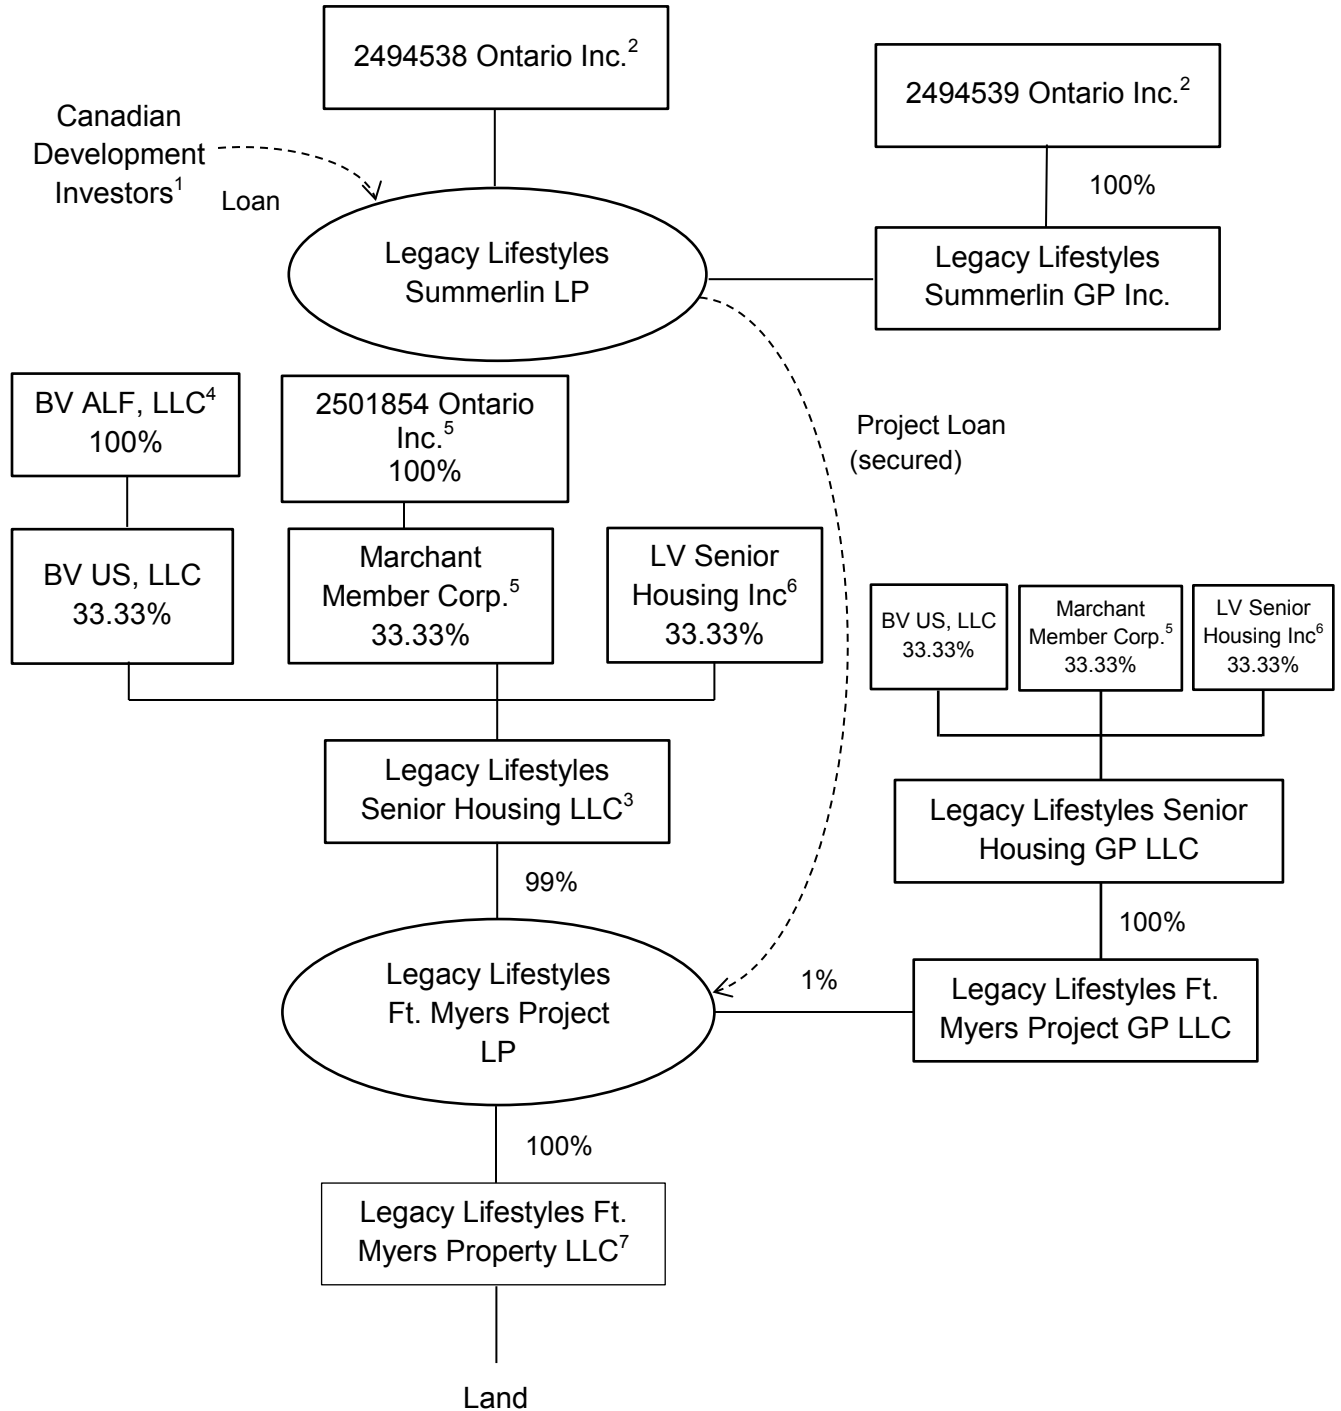 2494538 Ontario Inc.2
2494539 Ontario Inc.2
Canadian
Development
Investors1
Loan
100%
Legacy Lifestyles
Summerlin LP
Legacy Lifestyles
Summerlin GP Inc.
BV ALF, LLC4
100%
2501854 Ontario
Inc.5
100%
Project Loan
(secured)
BV US, LLC
33.33%
Marchant
Member Corp.5
33.33%
LV Senior
Housing Inc6
33.33%
BV US, LLC
33.33%
Marchant
Member Corp.5
33.33%
LV Senior
Housing Inc6
33.33%
Legacy Lifestyles
Senior Housing LLC3
Legacy Lifestyles Senior
Housing GP LLC
99%
100%
Legacy Lifestyles
Ft. Myers Project
LP
1%
Legacy Lifestyles Ft.
Myers Project GP LLC
100%
Legacy Lifestyles Ft.
Myers Property LLC7
Land